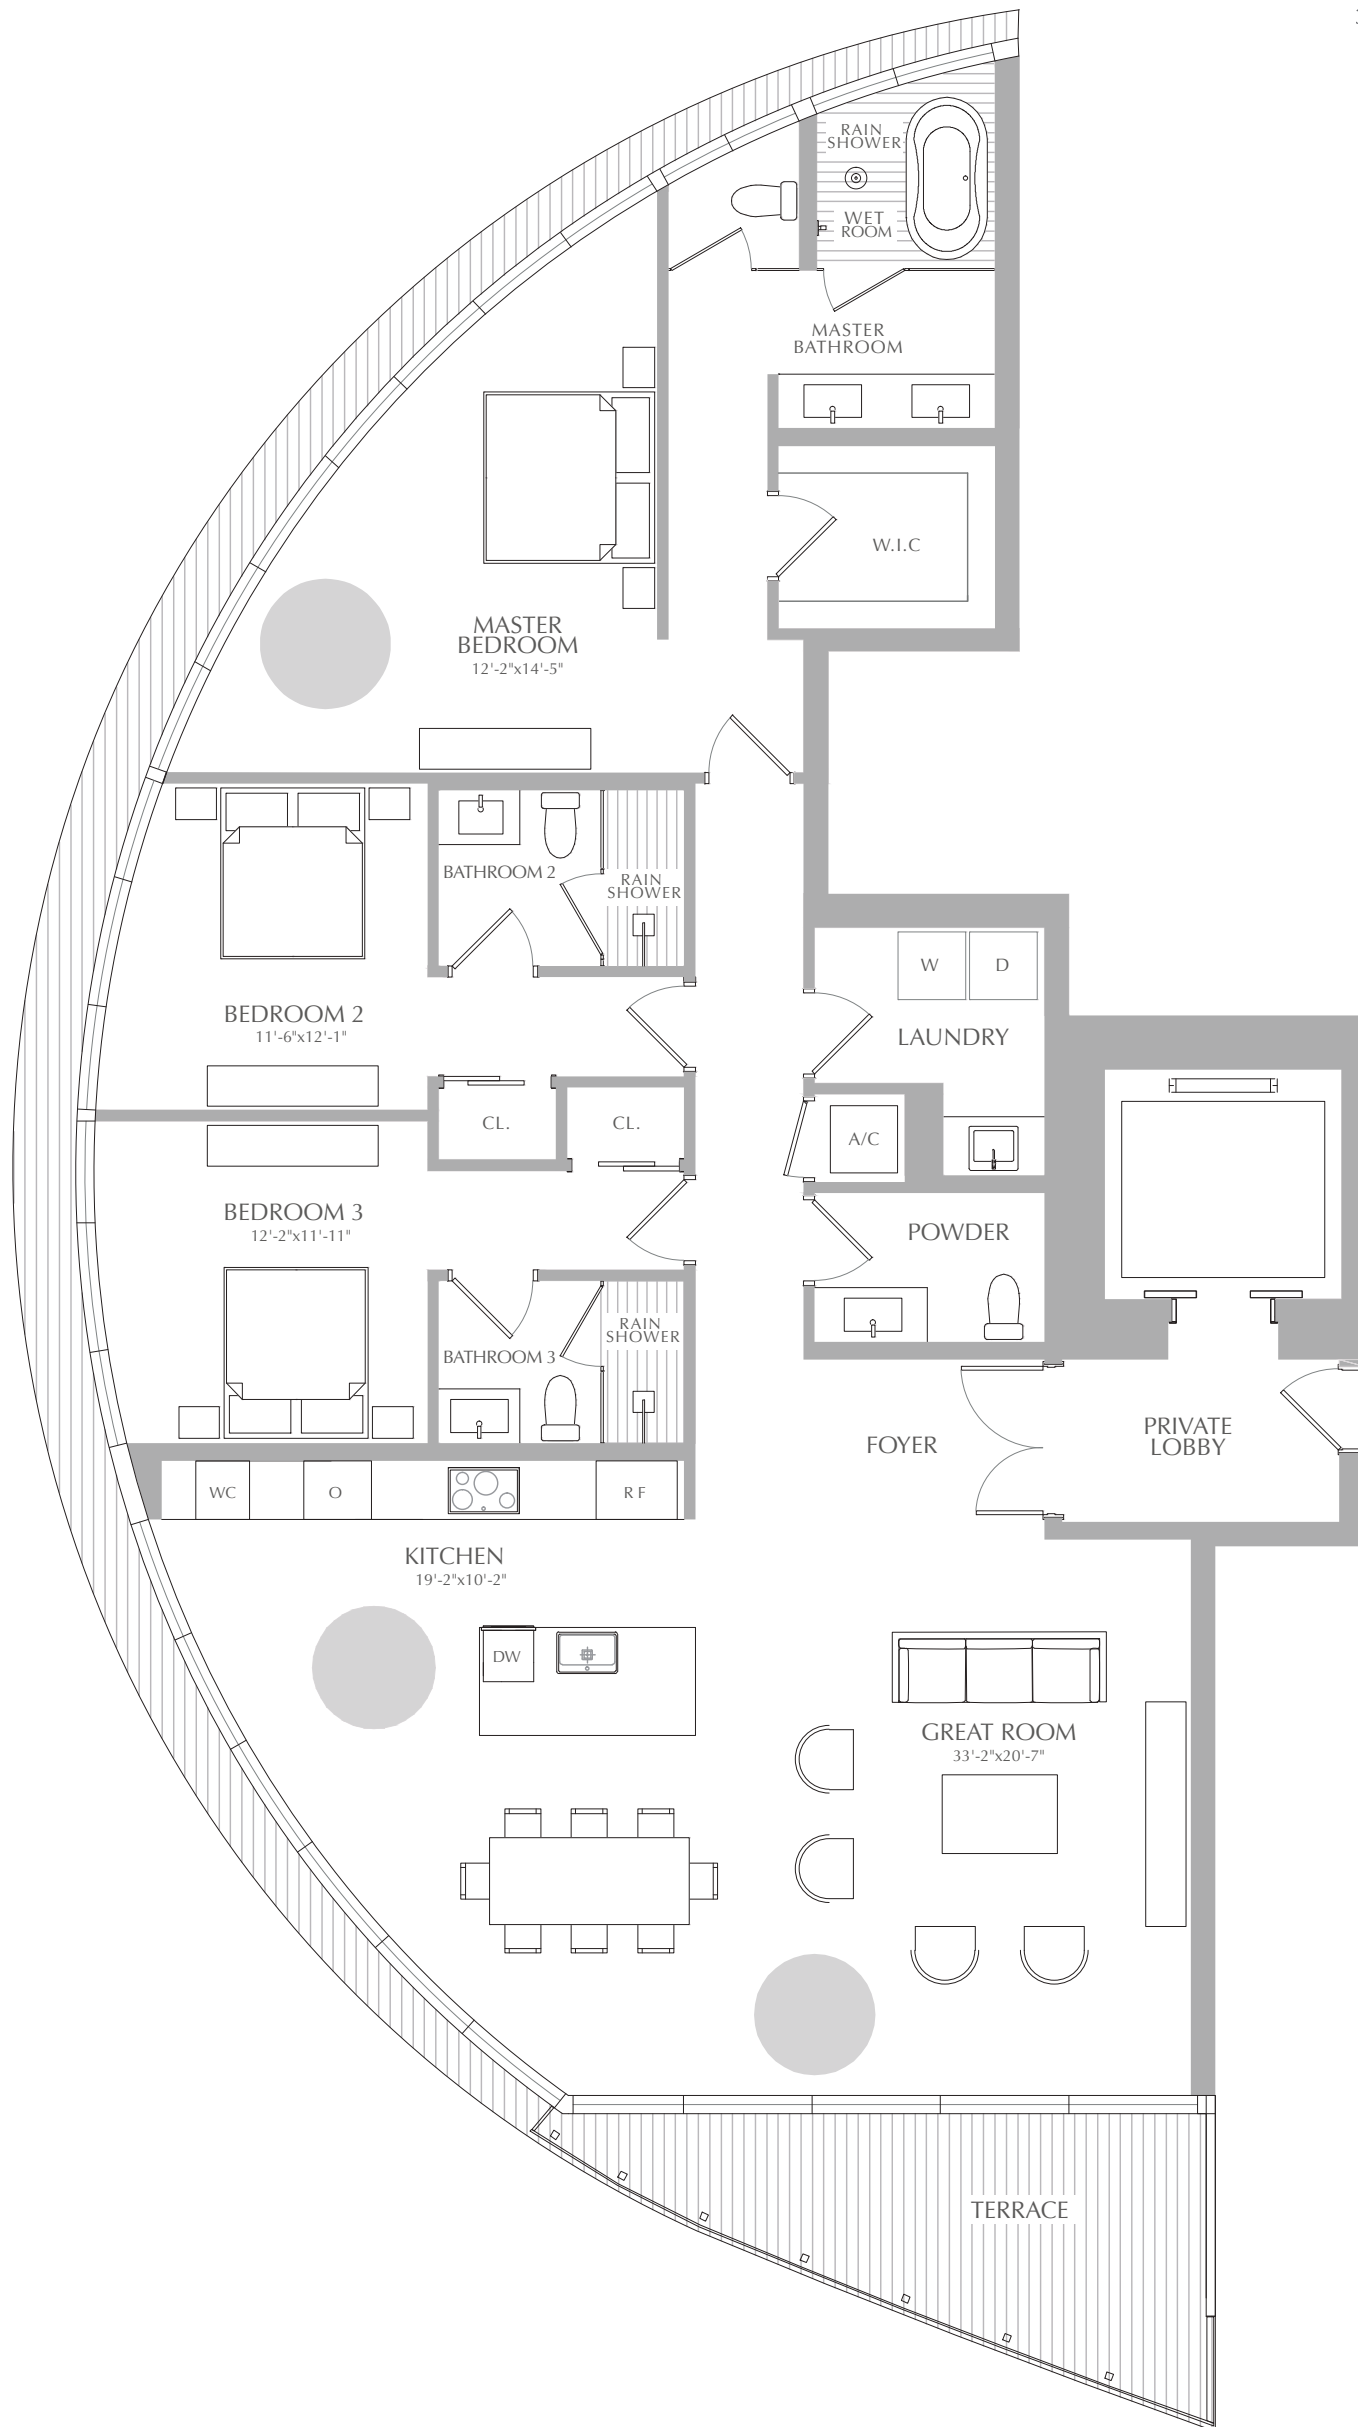 RAIN
SHOWER
WET
ROOM
MASTER
BATHROOM
W.I.C
MASTER
BEDROOM
12'-2"x14'-5"
BATHROOM 2
RAIN
SHOWER
W
D
BEDROOM 2
11'-6"x12'-1"
LAUNDRY
CL.
CL.
A/C
BEDROOM 3
12'-2"x11'-11"
POWDER
RAIN
SHOWER
BATHROOM 3
FOYER
PRIVATE
LOBBY
WC
O
R F
KITCHEN
19'-2"x10'-2"
DW
GREAT ROOM
33'-2"x20'-7"
TERRACE